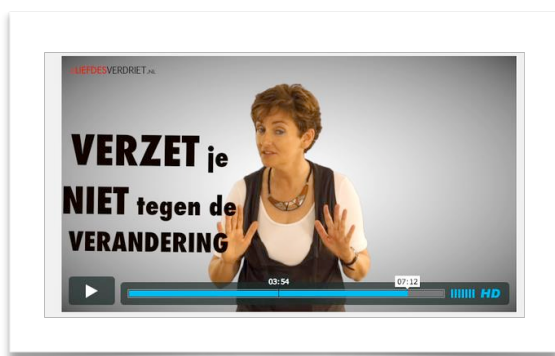 LIEFDESVERDRIET.NL
VERZET je
NIET tegen de
VERANDERING
03:54
07:12
HD